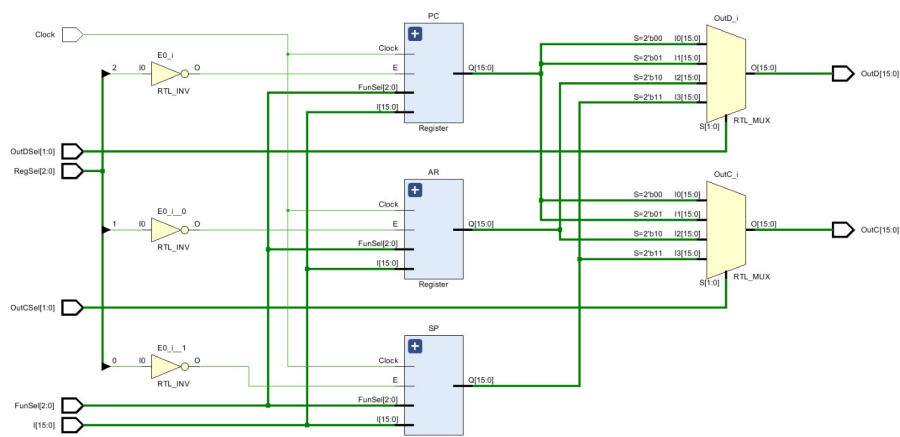 PC
OutD_i
Clock
S=2'b00 I0[15:0]
E0_i
Clock
S=2'b01 I1[15:0]
2 I0 O
E
Q[15:0]
S=2'b10 I2[15:0]
O[15:0]
OutD[15:0]
RTL_INV
FunSel[2:0]
S=2'b11 I3[15:0]
I[15:0]
RTL_MUX
Register
S[1:0]
OutDSel[1:0]
RegSel[2:0]
AR
OutC_i
S=2'b00 I0[15:0]
Clock
E0_i__0
S=2'b01 I1[15:0]
1 I0 O
E
Q[15:0]
O[15:0]
OutC[15:0]
S=2'b10 I2[15:0]
FunSel[2:0]
RTL_INV
S=2'b11 I3[15:0]
I[15:0]
RTL_MUX
Register
S[1:0]
OutCSel[1:0]
SP
E0_i__1
0 I0 O
Clock
E
Q[15:0]
RTL_INV
FunSel[2:0]
FunSel[2:0]
I[15:0]
I[15:0]